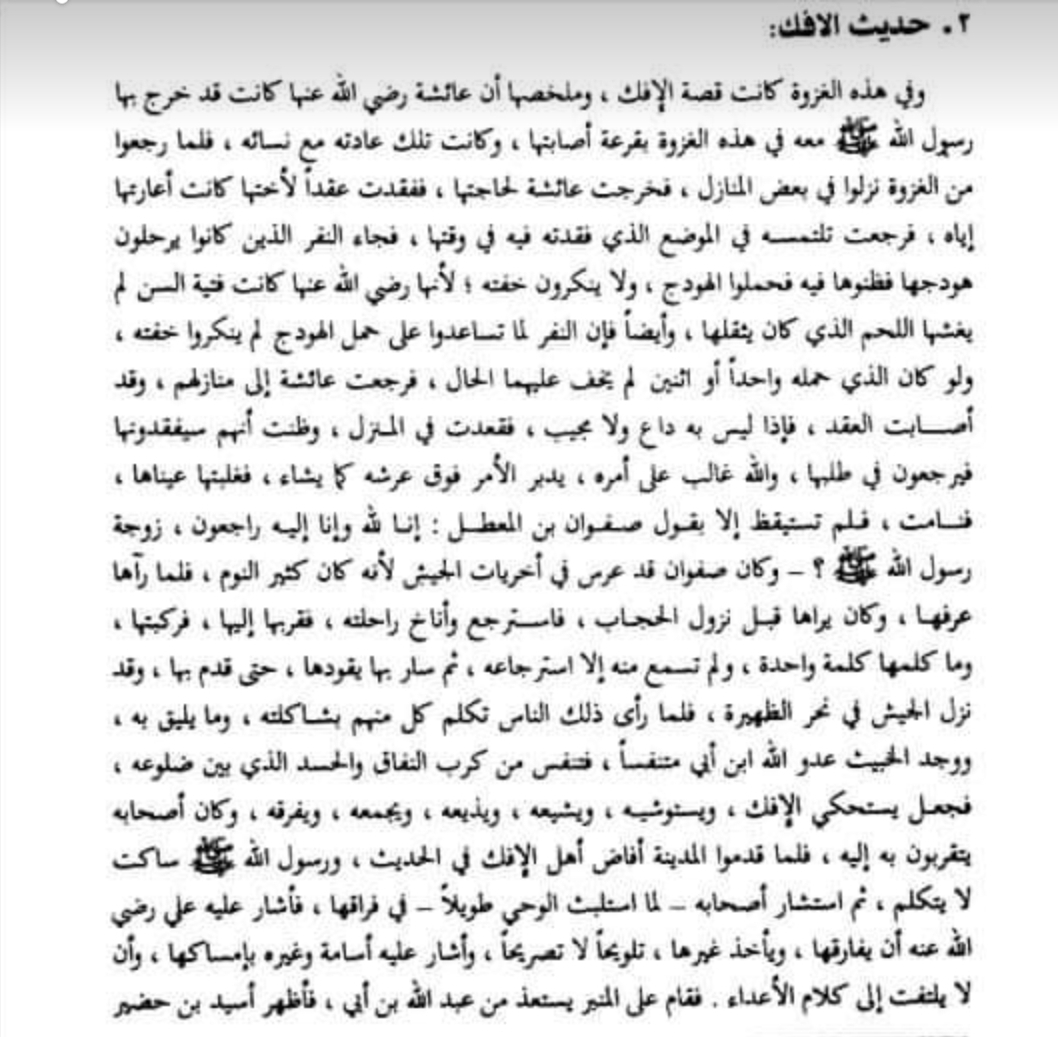 ٢ . حديث الافك:
وفي هذه الغزوة كانت قصة الإفك ، وملخصها أن عائشة رضي الله عنها كانت قد خرج بها
رسول الله ﷺ معه في هذه الغزوة بقرعة أصابتها ، وكانت تلك عادته مع نسائه ، فلما رجعوا
من الغزوة نزلوا في بعض المنازل ، فخرجت عائشة لحاجتها ، ففقدت عقداً لأختها كانت أعارتها
إياه ، فرجعت تلتمسه في الموضع الذي فقدته فيه في وقتها ، فجاء النفر الذين كانوا يرحلون
هودجها فظنوها فيه فحملوا الهودج ، ولا ينكرون خفته ؛ لأنها رضي الله عنها كانت فتية السن لم
يغشها اللحم الذي كان يثقلها ، وأيضاً فإن النفر لما تساعدوا على حمل الهودج لم ينكروا خفته ،
ولو كان الذي حمله واحداً أو اثنين لم يخف عليهما الحال ، فرجعت عائشة إلى منازلهم ، وقد
أصابت العقد ، فإذا ليس به داع ولا مجيب ، فقعدت في المنزل ، وظنت أنهم سيفقدونها
فيرجعون في طلبها ، والله غالب على أمره ، يدبر الأمر فوق عرشه كما يشاء ، فغلبتها عيناها ،
فنامت ، فلم تستيقظ إلا بقول صفوان بن المعطل : إنا لله وإنا إليه راجعون ، زوجة
رسول الله ﷺ ؟ – وكان صفوان قد عرس في أخريات الجيش لأنه كان كثير النوم ، فلما رآها
عرفها ، وكان يراها قبل نزول الحجاب ، فاسترجع وأناخ راحلته ، فقربها إليها ، فركبتها ،
وما كلمها كلمة واحدة ، ولم تسمع منه إلا استرجاعه ، ثم سار بها يقودها ، حتى قدم بها ، وقد
نزل الجيش في نحر الظهيرة ، فلما رأى ذلك الناس تكلم كل منهم بشاكلته ، وما يليق به ،
ووجد الخبيث عدو الله ابن أبي متنفساً ، فتنفس من كرب النفاق والحسد الذي بين ضلوعه ،
فجعل يستحكي الإفك ، ويستوشيه ، ويشيعه ، ويذيعه ، ويجمعه ، ويفرقه ، وكان أصحابه
يتقربون به إليه ، فلما قدموا المدينة أفاض أهل الإفك في الحديث ، ورسول الله ﷺ ساكت
لا يتكلم ، ثم استشار أصحابه – لما استلبث الوحي طويلاً – في فراقها ، فأشار عليه علي رضي
الله عنه أن يفارقها ، ويأخذ غيرها ، تلويحاً لا تصريحاً ، وأشار عليه أسامة وغيره بإمساكها ، وأن
لا يلتفت إلى كلام الأعداء . فقام على المنبر يستعذ من عبد الله بن أبي ، فأظهر أسيد بن حضير